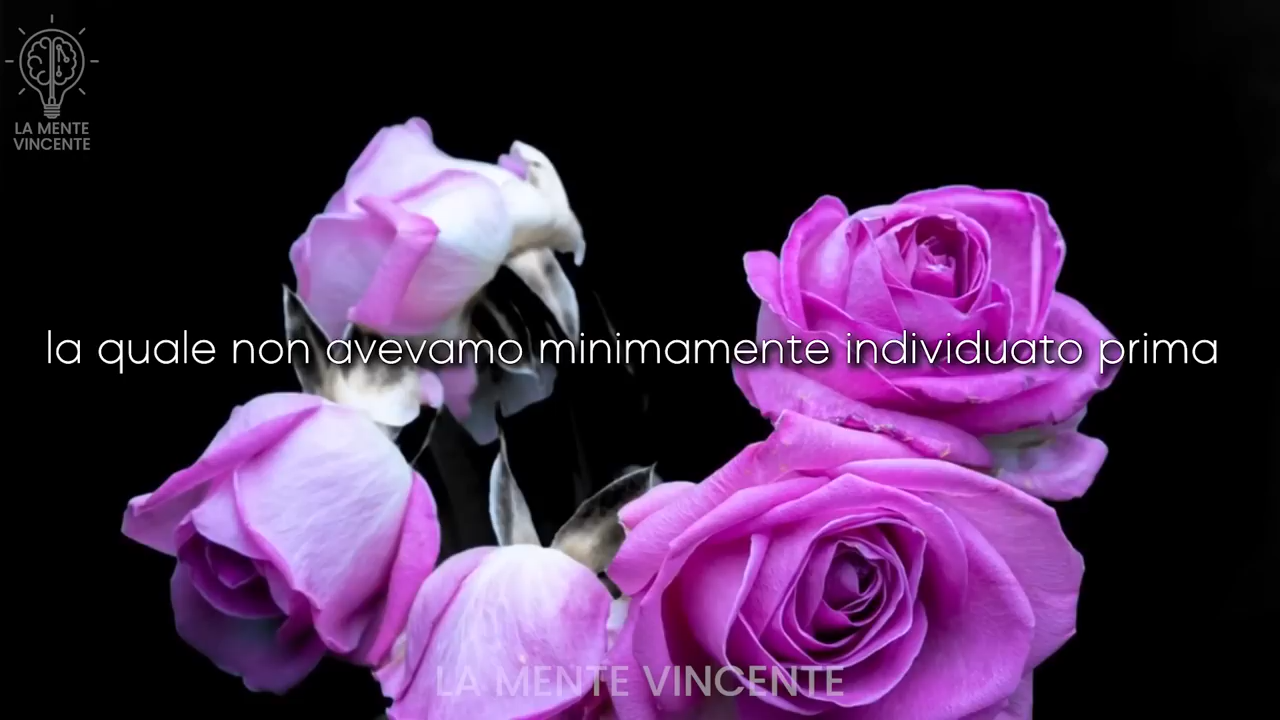 LA MENTE
VINCENTE
la quale non avevamo minimamente individuato prima
LA MENTE VINCENTE